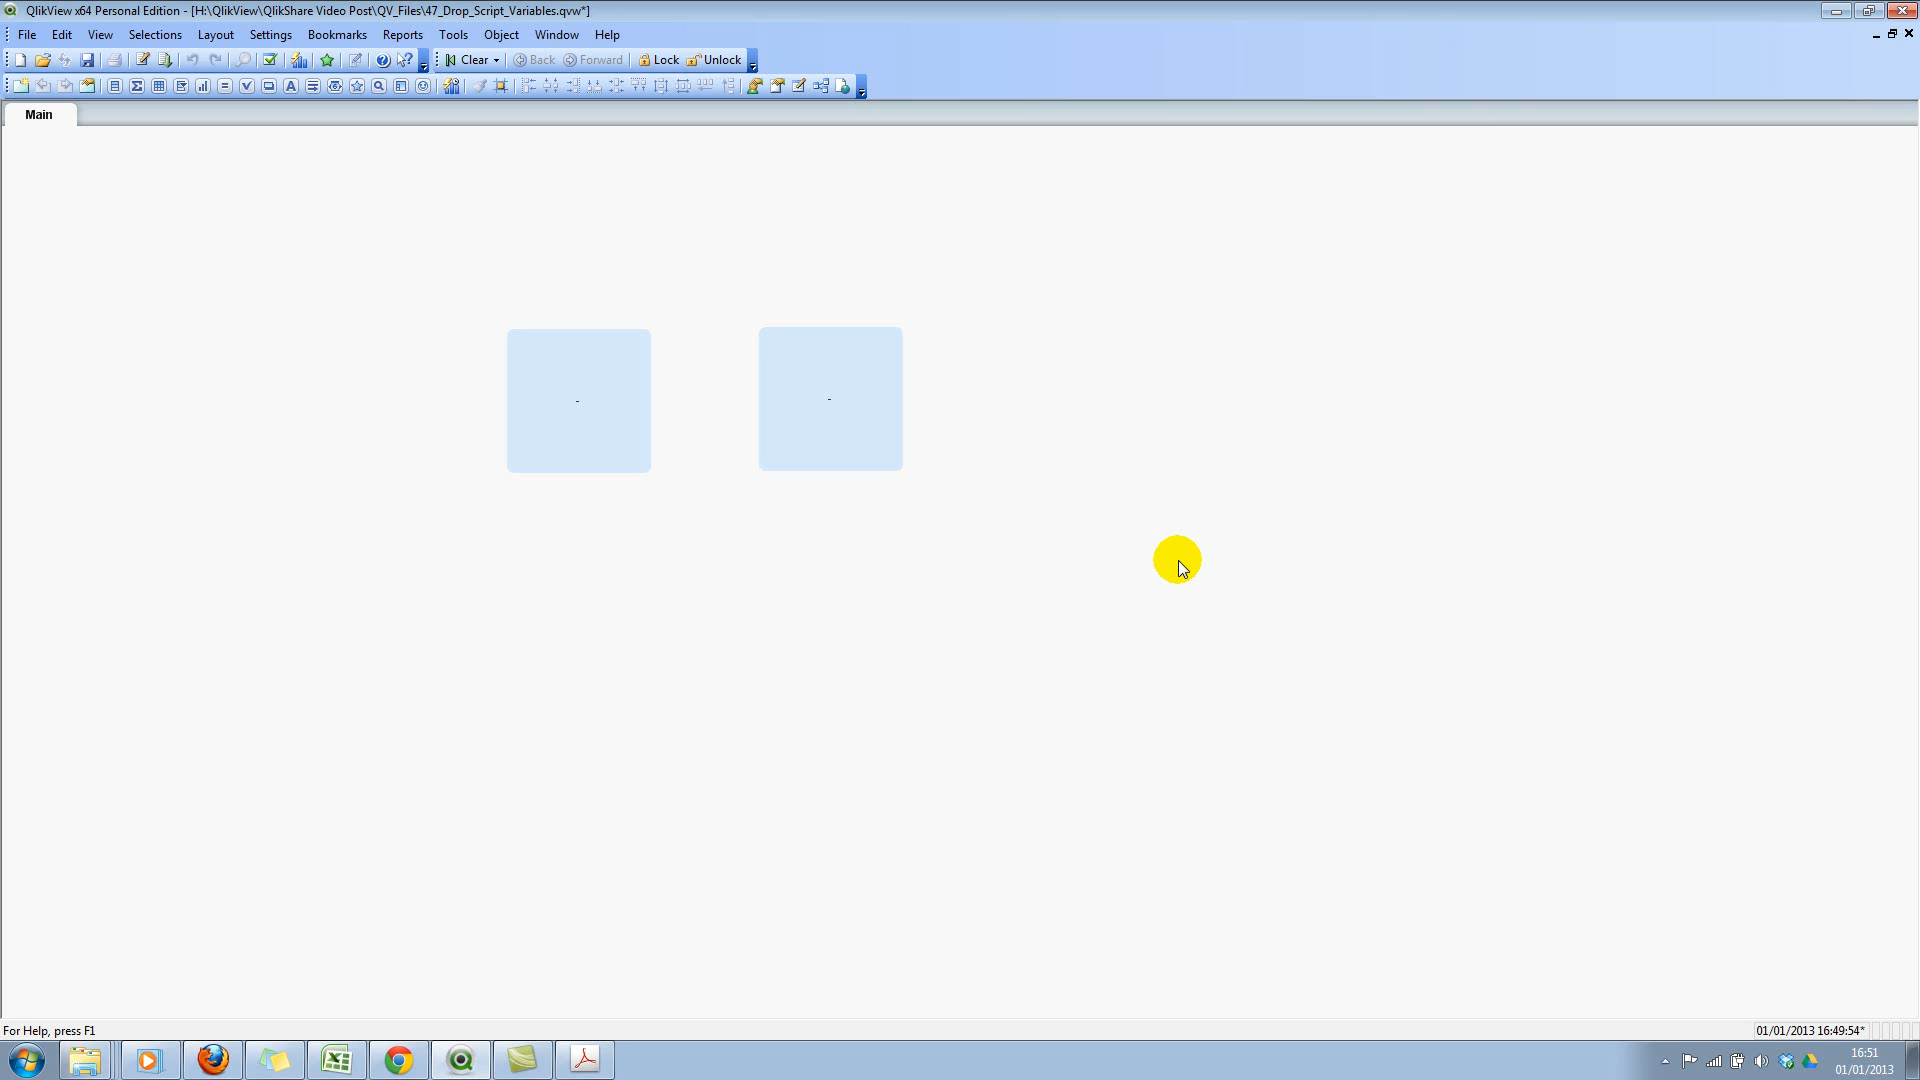 QlikView x64 Personal Edition - [H:\QlikView\QlikShare Video Post\QV_Files\47_Drop_Script_Variables.qvw*]
File Edit View Selections Layout Settings Bookmarks Reports Tools Object Window Help
Clear Back Forward Lock Unlock
Main
- -
For Help, press F1
01/01/2013 16:49:54*
16:51
01/01/2013